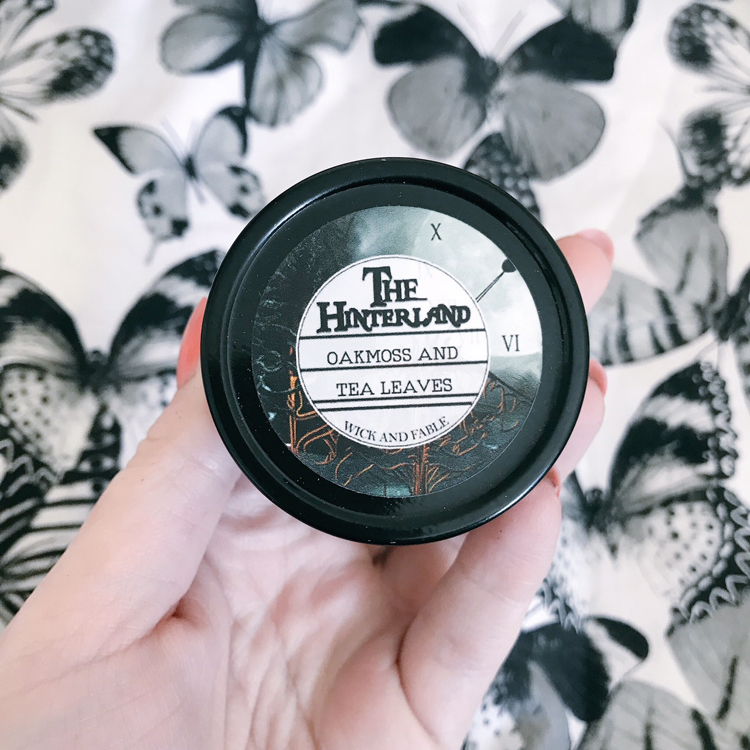 X
VI
THE
HINTERLAND
OAKMOSS AND
TEA LEAVES
WICK AND FABLE